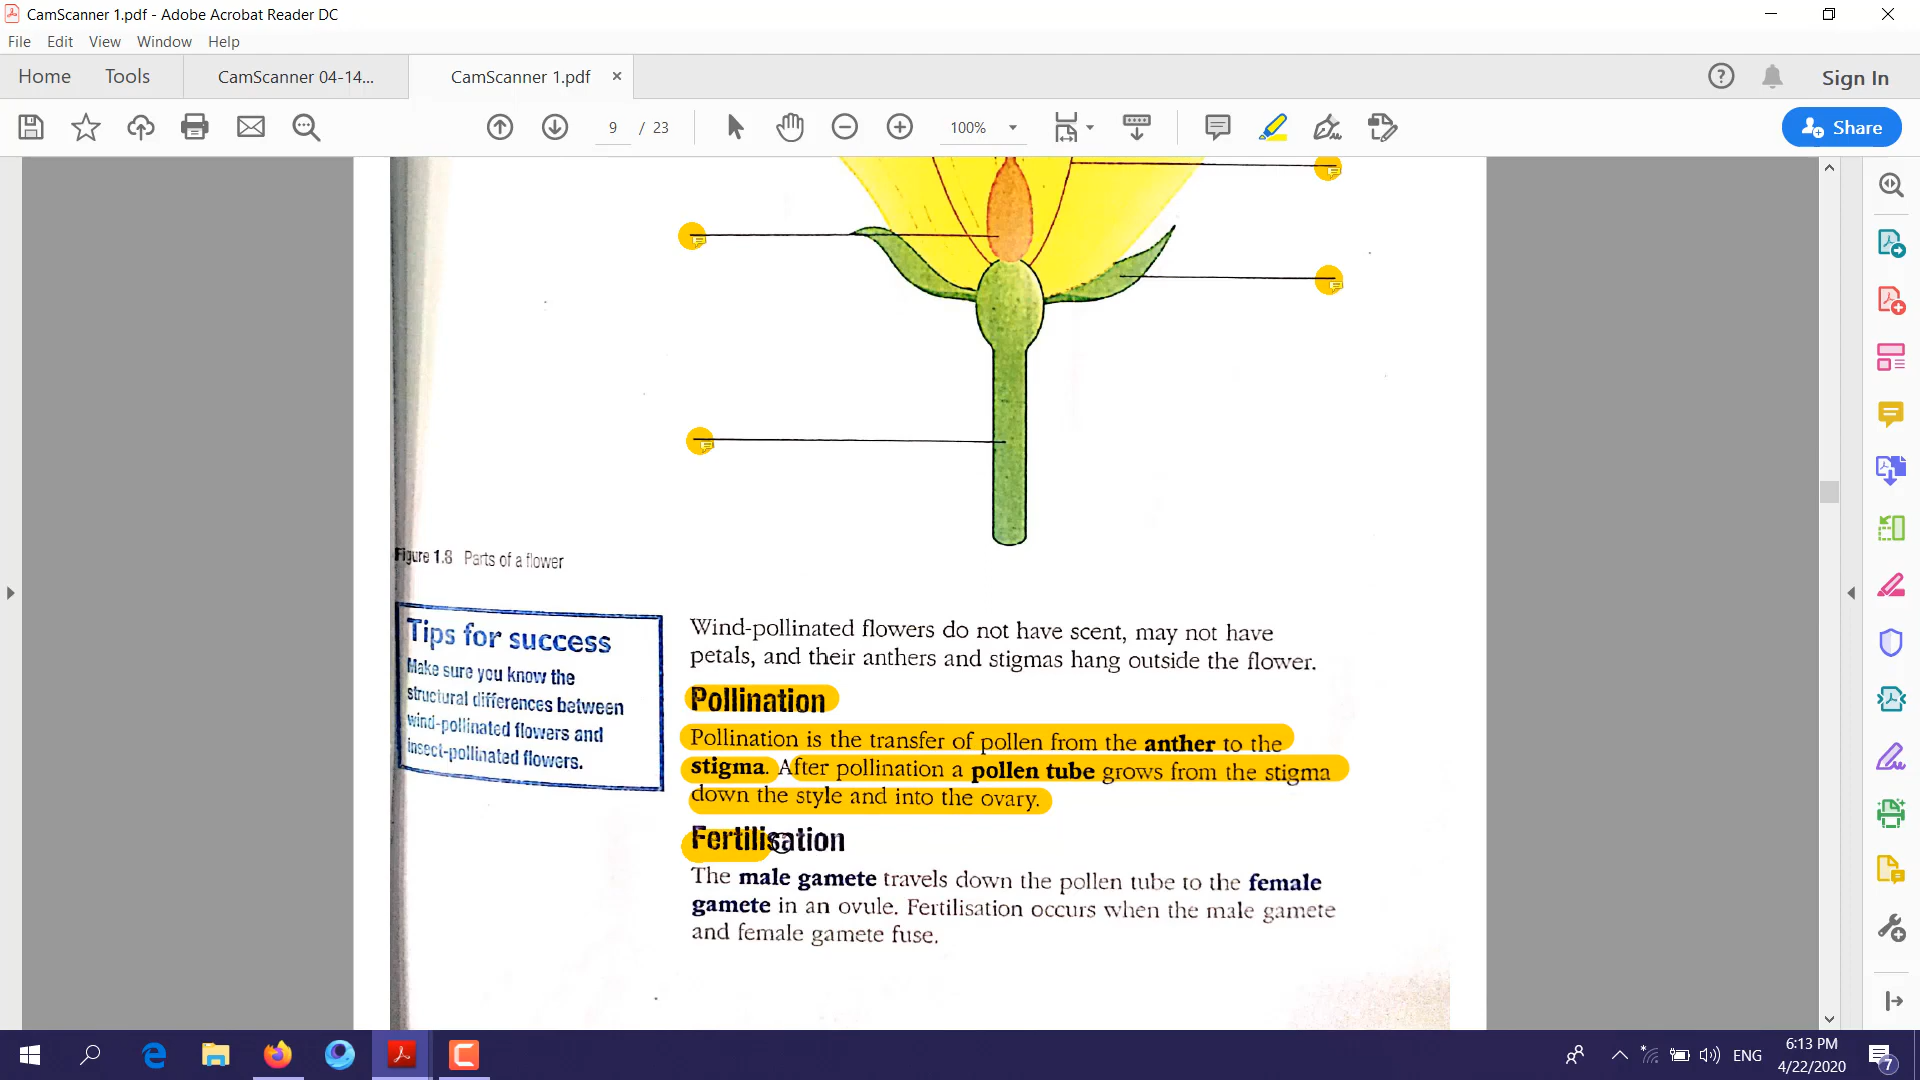 CamScanner 1.pdf - Adobe Acrobat Reader DC
File Edit View Window Help
Home Tools CamScanner 04-14... CamScanner 1.pdf × Sign In
9 / 23 100% Share
Figure 1.8 Parts of a flower
Tips for success
Make sure you know the
structural differences between
wind-pollinated flowers and
insect-pollinated flowers.
Wind-pollinated flowers do not have scent, may not have
petals, and their anthers and stigmas hang outside the flower.
Pollination
Pollination is the transfer of pollen from the anther to the
stigma. After pollination a pollen tube grows from the stigma
down the style and into the ovary.
Fertilisation
The male gamete travels down the pollen tube to the female
gamete in an ovule. Fertilisation occurs when the male gamete
and female gamete fuse.
ENG
6:13 PM
4/22/2020
7